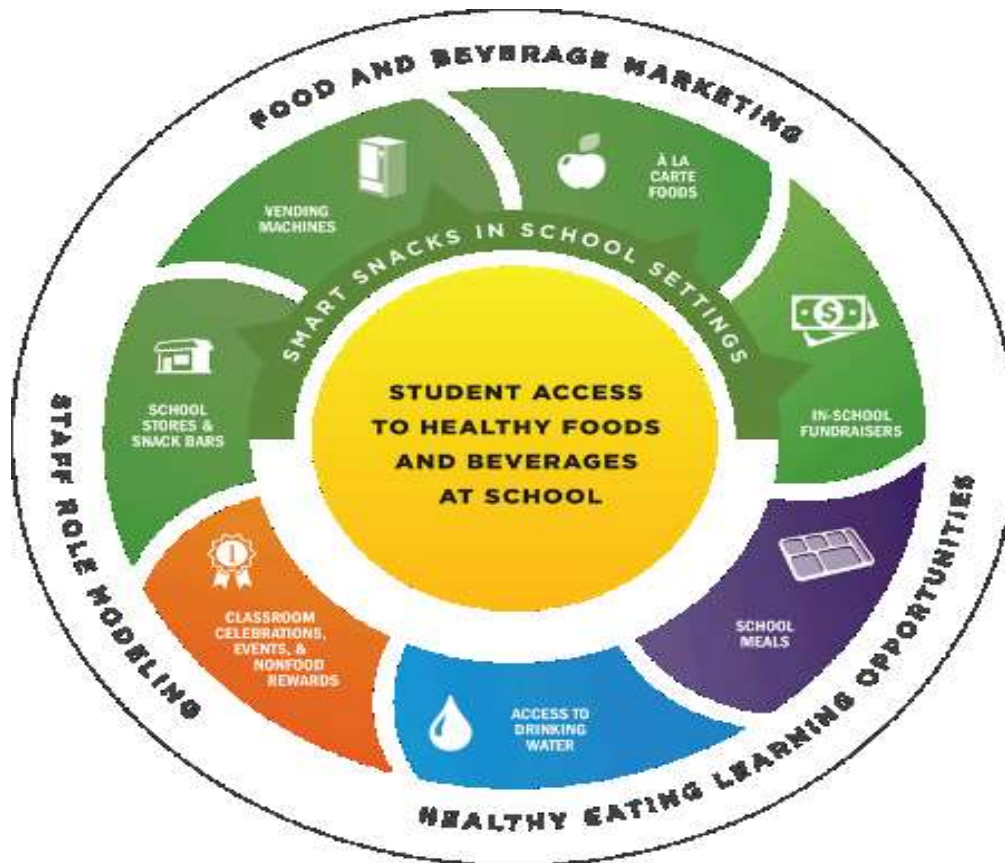 FOOD AND BEVERAGE MARKETING
VENDING
MACHINES
À LA
CARTE
FOODS
SMART SNACKS IN SCHOOL SETTINGS
SCHOOL
STORES &
SNACK BARS
IN-SCHOOL
FUNDRAISERS
STUDENT ACCESS
TO HEALTHY FOODS
AND BEVERAGES
AT SCHOOL
STAFF ROLE MODELING
CLASSROOM
CELEBRATIONS,
EVENTS, &
NONFOOD
REWARDS
ACCESS TO
DRINKING
WATER
SCHOOL
MEALS
HEALTHY EATING LEARNING OPPORTUNITIES